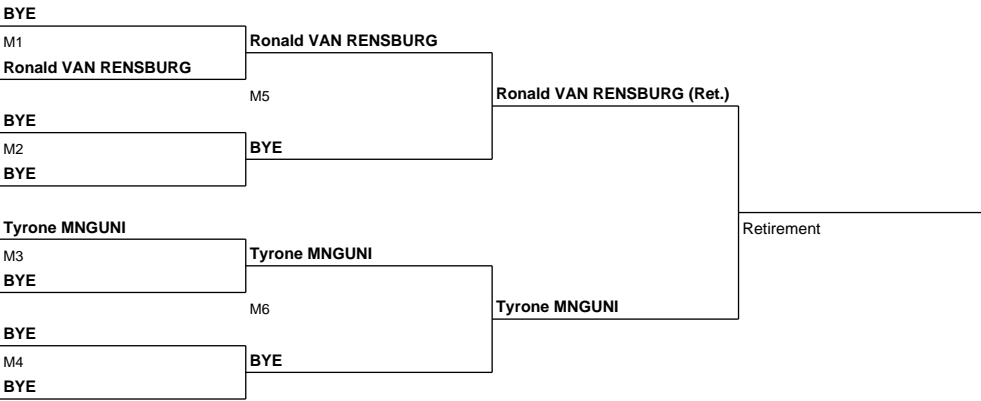 BYE
M1
Ronald VAN RENSBURG
Ronald VAN RENSBURG
M5
Ronald VAN RENSBURG (Ret.)
BYE
M2
BYE
BYE
Tyrone MNGUNI
Retirement
M3
Tyrone MNGUNI
BYE
M6
Tyrone MNGUNI
BYE
M4
BYE
BYE